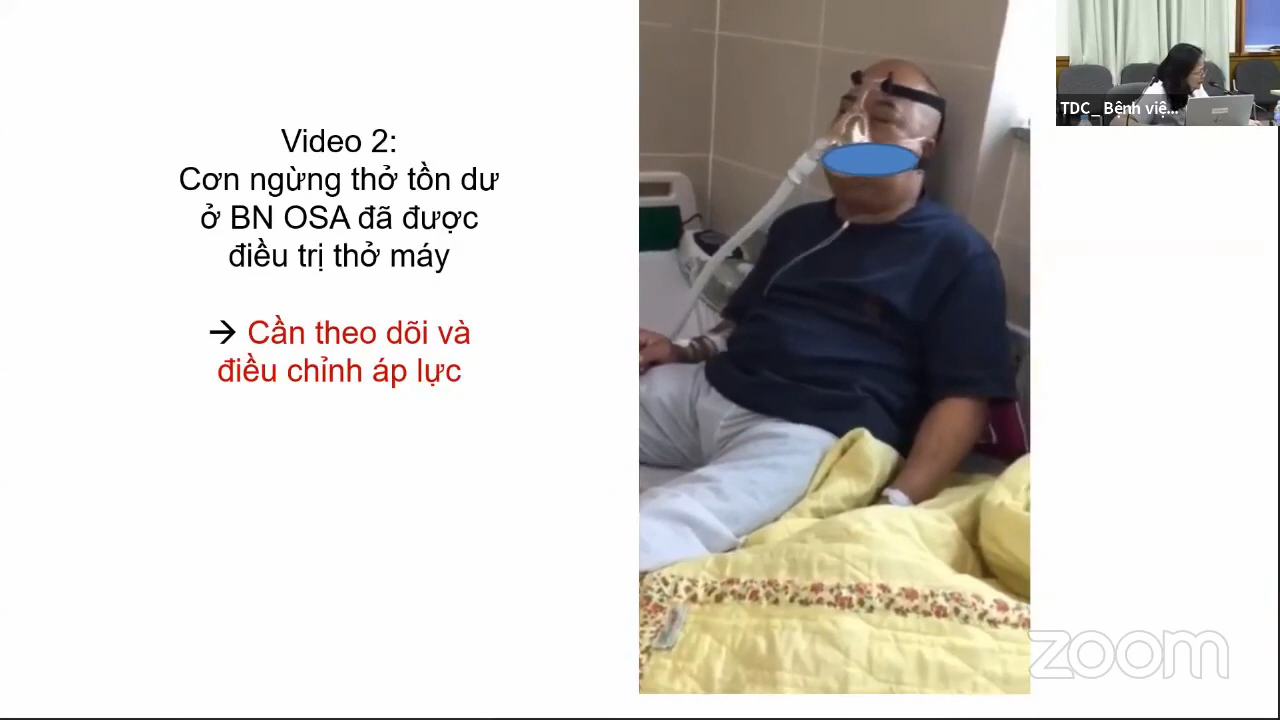 Video 2:
Cơn ngừng thở tồn dư
ở BN OSA đã được
điều trị thở máy
→ Cần theo dõi và
điều chỉnh áp lực
TDC_ Bệnh việ...
zoom